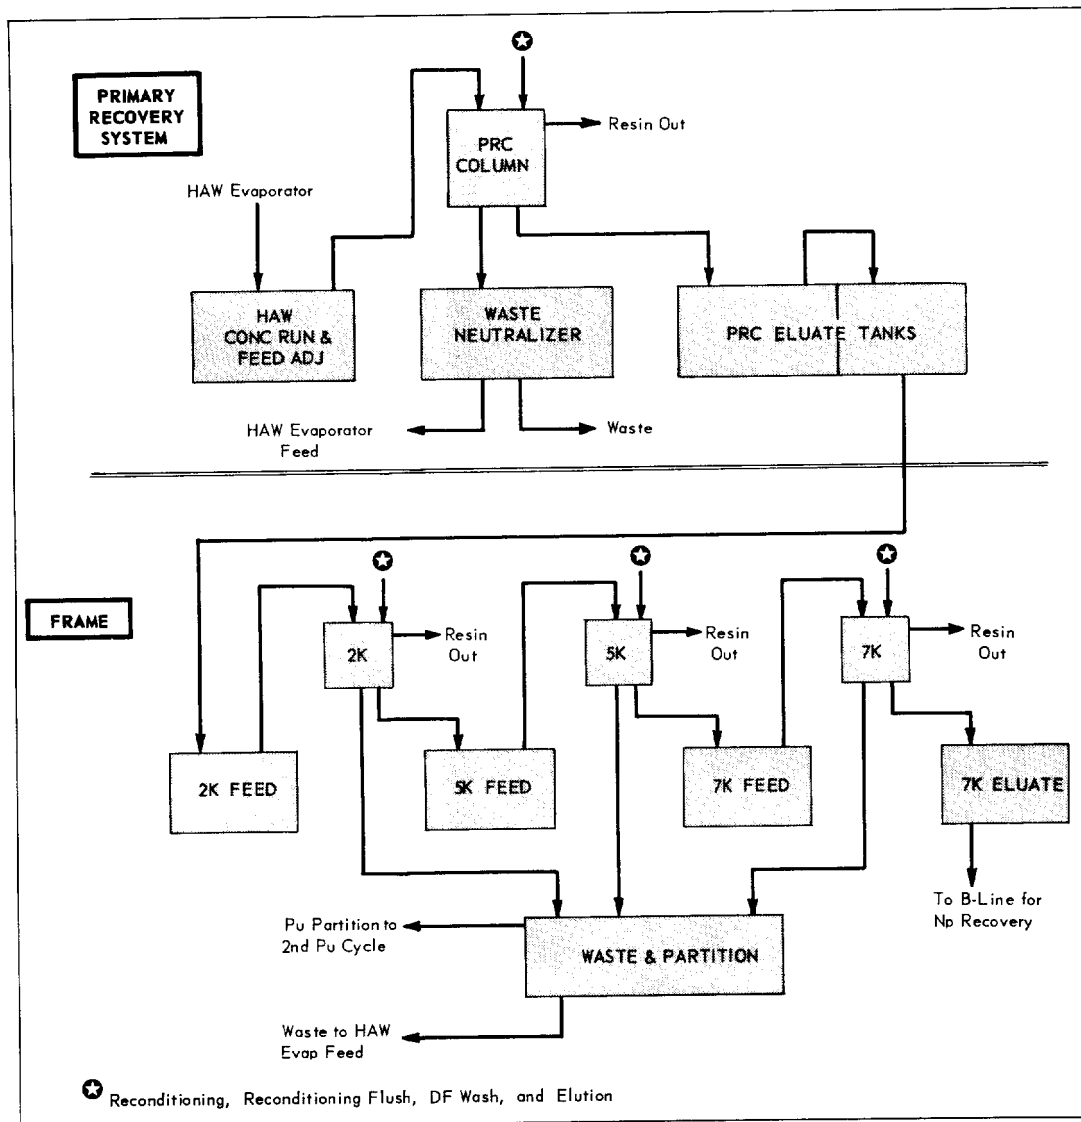 PRIMARY
RECOVERY
SYSTEM
PRC
COLUMN
Resin Out
HAW Evaporator
HAW
CONC RUN &
FEED ADJ
WASTE
NEUTRALIZER
PRC ELUATE TANKS
HAW Evaporator
Feed
Waste
FRAME
2K
Resin
Out
5K
Resin
Out
7K
Resin
Out
2K FEED
5K FEED
7K FEED
7K ELUATE
To B-Line for
Np Recovery
Pu Partition to
2nd Pu Cycle
WASTE & PARTITION
Waste to HAW
Evap Feed
Reconditioning, Reconditioning Flush, DF Wash, and Elution